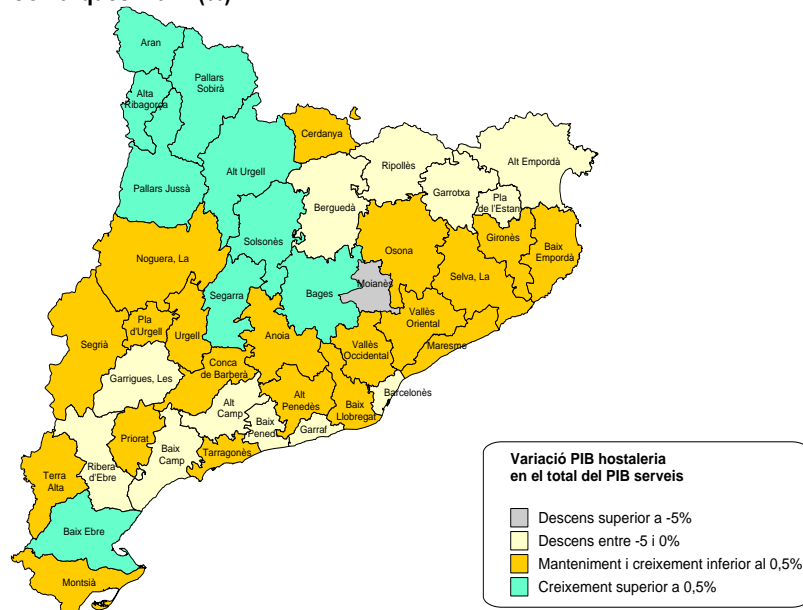 Aran
Pallars
Sobirà
Alta
Ribagorça
Cerdanya
Alt Urgell
Ripollès
Alt Empordà
Pallars Jussà
Berguedà
Garrotxa
Pla
de l'Estan
Solsonès
Osona
Gironès
Baix
Empordà
Noguera, La
Selva, La
Segarra
Bages
Moianès
Vallès
Oriental
Pla
d'Urgell
Urgell
Anoia
Segrià
Vallès
Occidental
Maresme
Conca
de Barberà
Garrigues, Les
Alt
Penedès
Baix
Llobregat
Barcelonès
Alt
Camp
Baix
Penedè
Garraf
Priorat
Baix
Camp
Tarragonès
Terra
Alta
Ribera
d'Ebre
Baix Ebre
Montsià
Variació PIB hostaleria
en el total del PIB serveis
Descens superior a -5%
Descens entre -5 i 0%
Manteniment i creixement inferior al 0,5%
Creixement superior a 0,5%